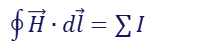 ∮ H⃗ · dl⃗ = ∑ I